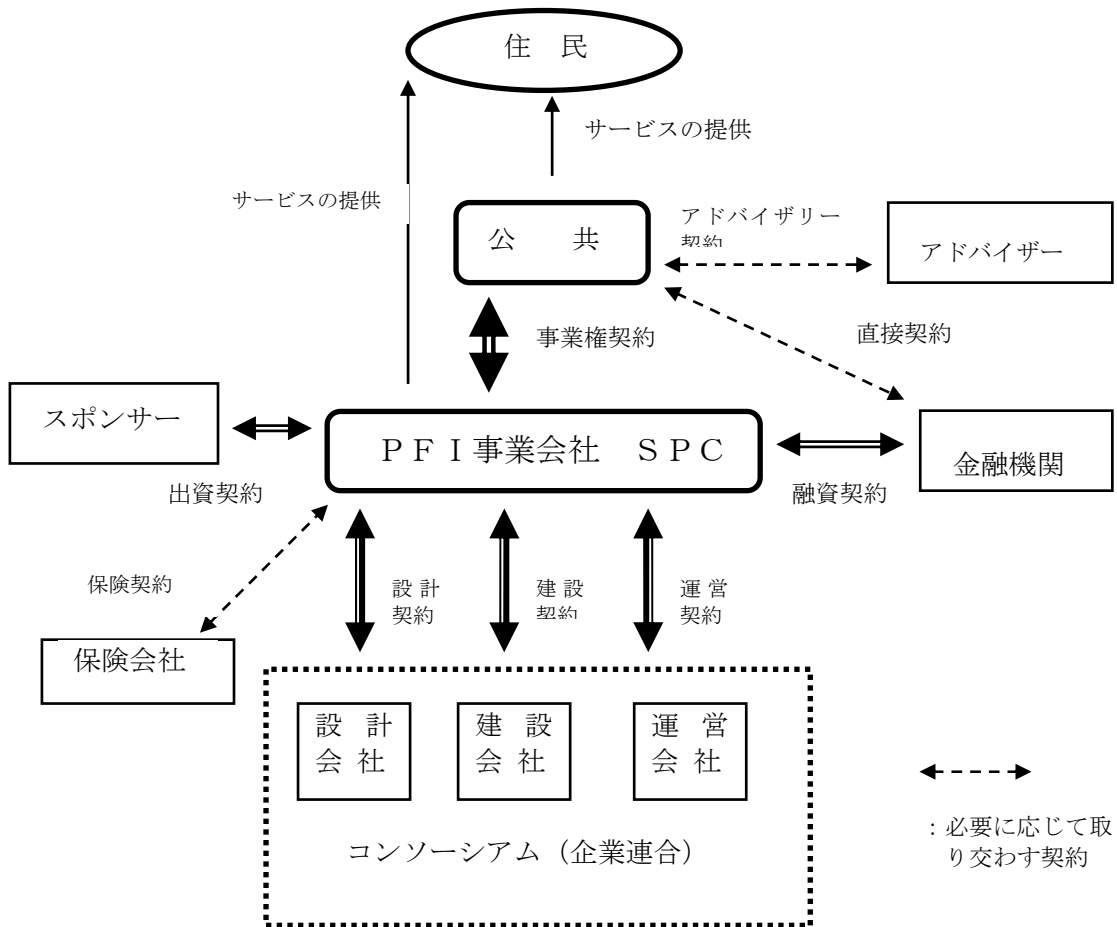 住 民
サービスの提供
サービスの提供
公 共
アドバイザリー
契約
アドバイザー
事業権契約
直接契約
スポンサー
PFI事業会社 SPC
金融機関
出資契約
融資契約
保険契約
設計
契約
建設
契約
運営
契約
保険会社
設計
会社
建設
会社
運営
会社
コンソーシアム(企業連合)
:必要に応じて取
り交わす契約